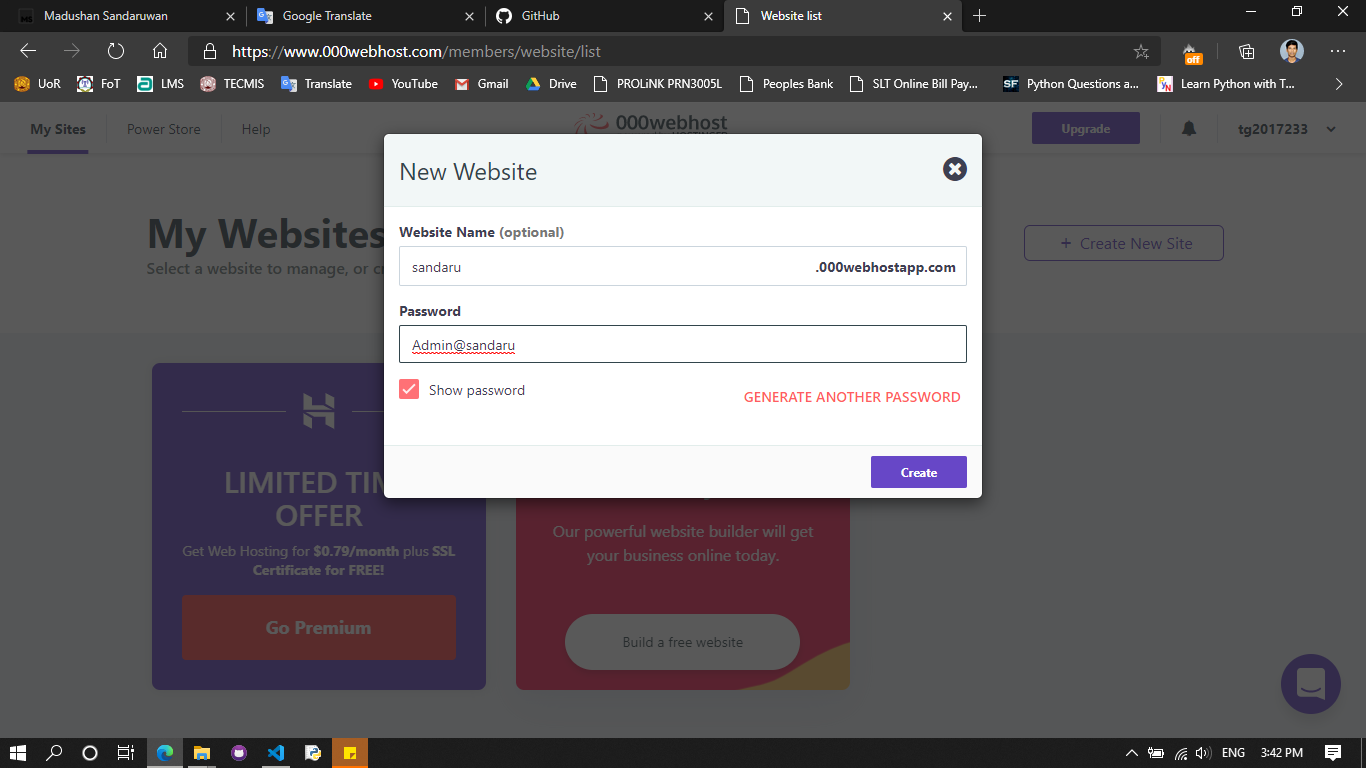 Madushan Sandaruwan
Google Translate
GitHub
Website list
https://www.000webhost.com/members/website/list
off
UoR
FoT
LMS
TECMIS
Translate
YouTube
Gmail
Drive
PROLiNK PRN3005L
Peoples Bank
SLT Online Bill Pay...
Python Questions a...
Learn Python with T...
My Sites
Power Store
Help
000webhost
Upgrade
tg2017233
New Website
My Websites
Select a website to manage, or
+ Create New Site
Website Name (optional)
sandaru
.000webhostapp.com
Password
Admin@sandaru
Show password
GENERATE ANOTHER PASSWORD
Create
LIMITED
OFFER
Get Web Hosting for $0.79/month plus SSL
Certificate for FREE!
Go Premium
Our powerful website builder will get
your business online today.
Build a free website
ENG
3:42 PM